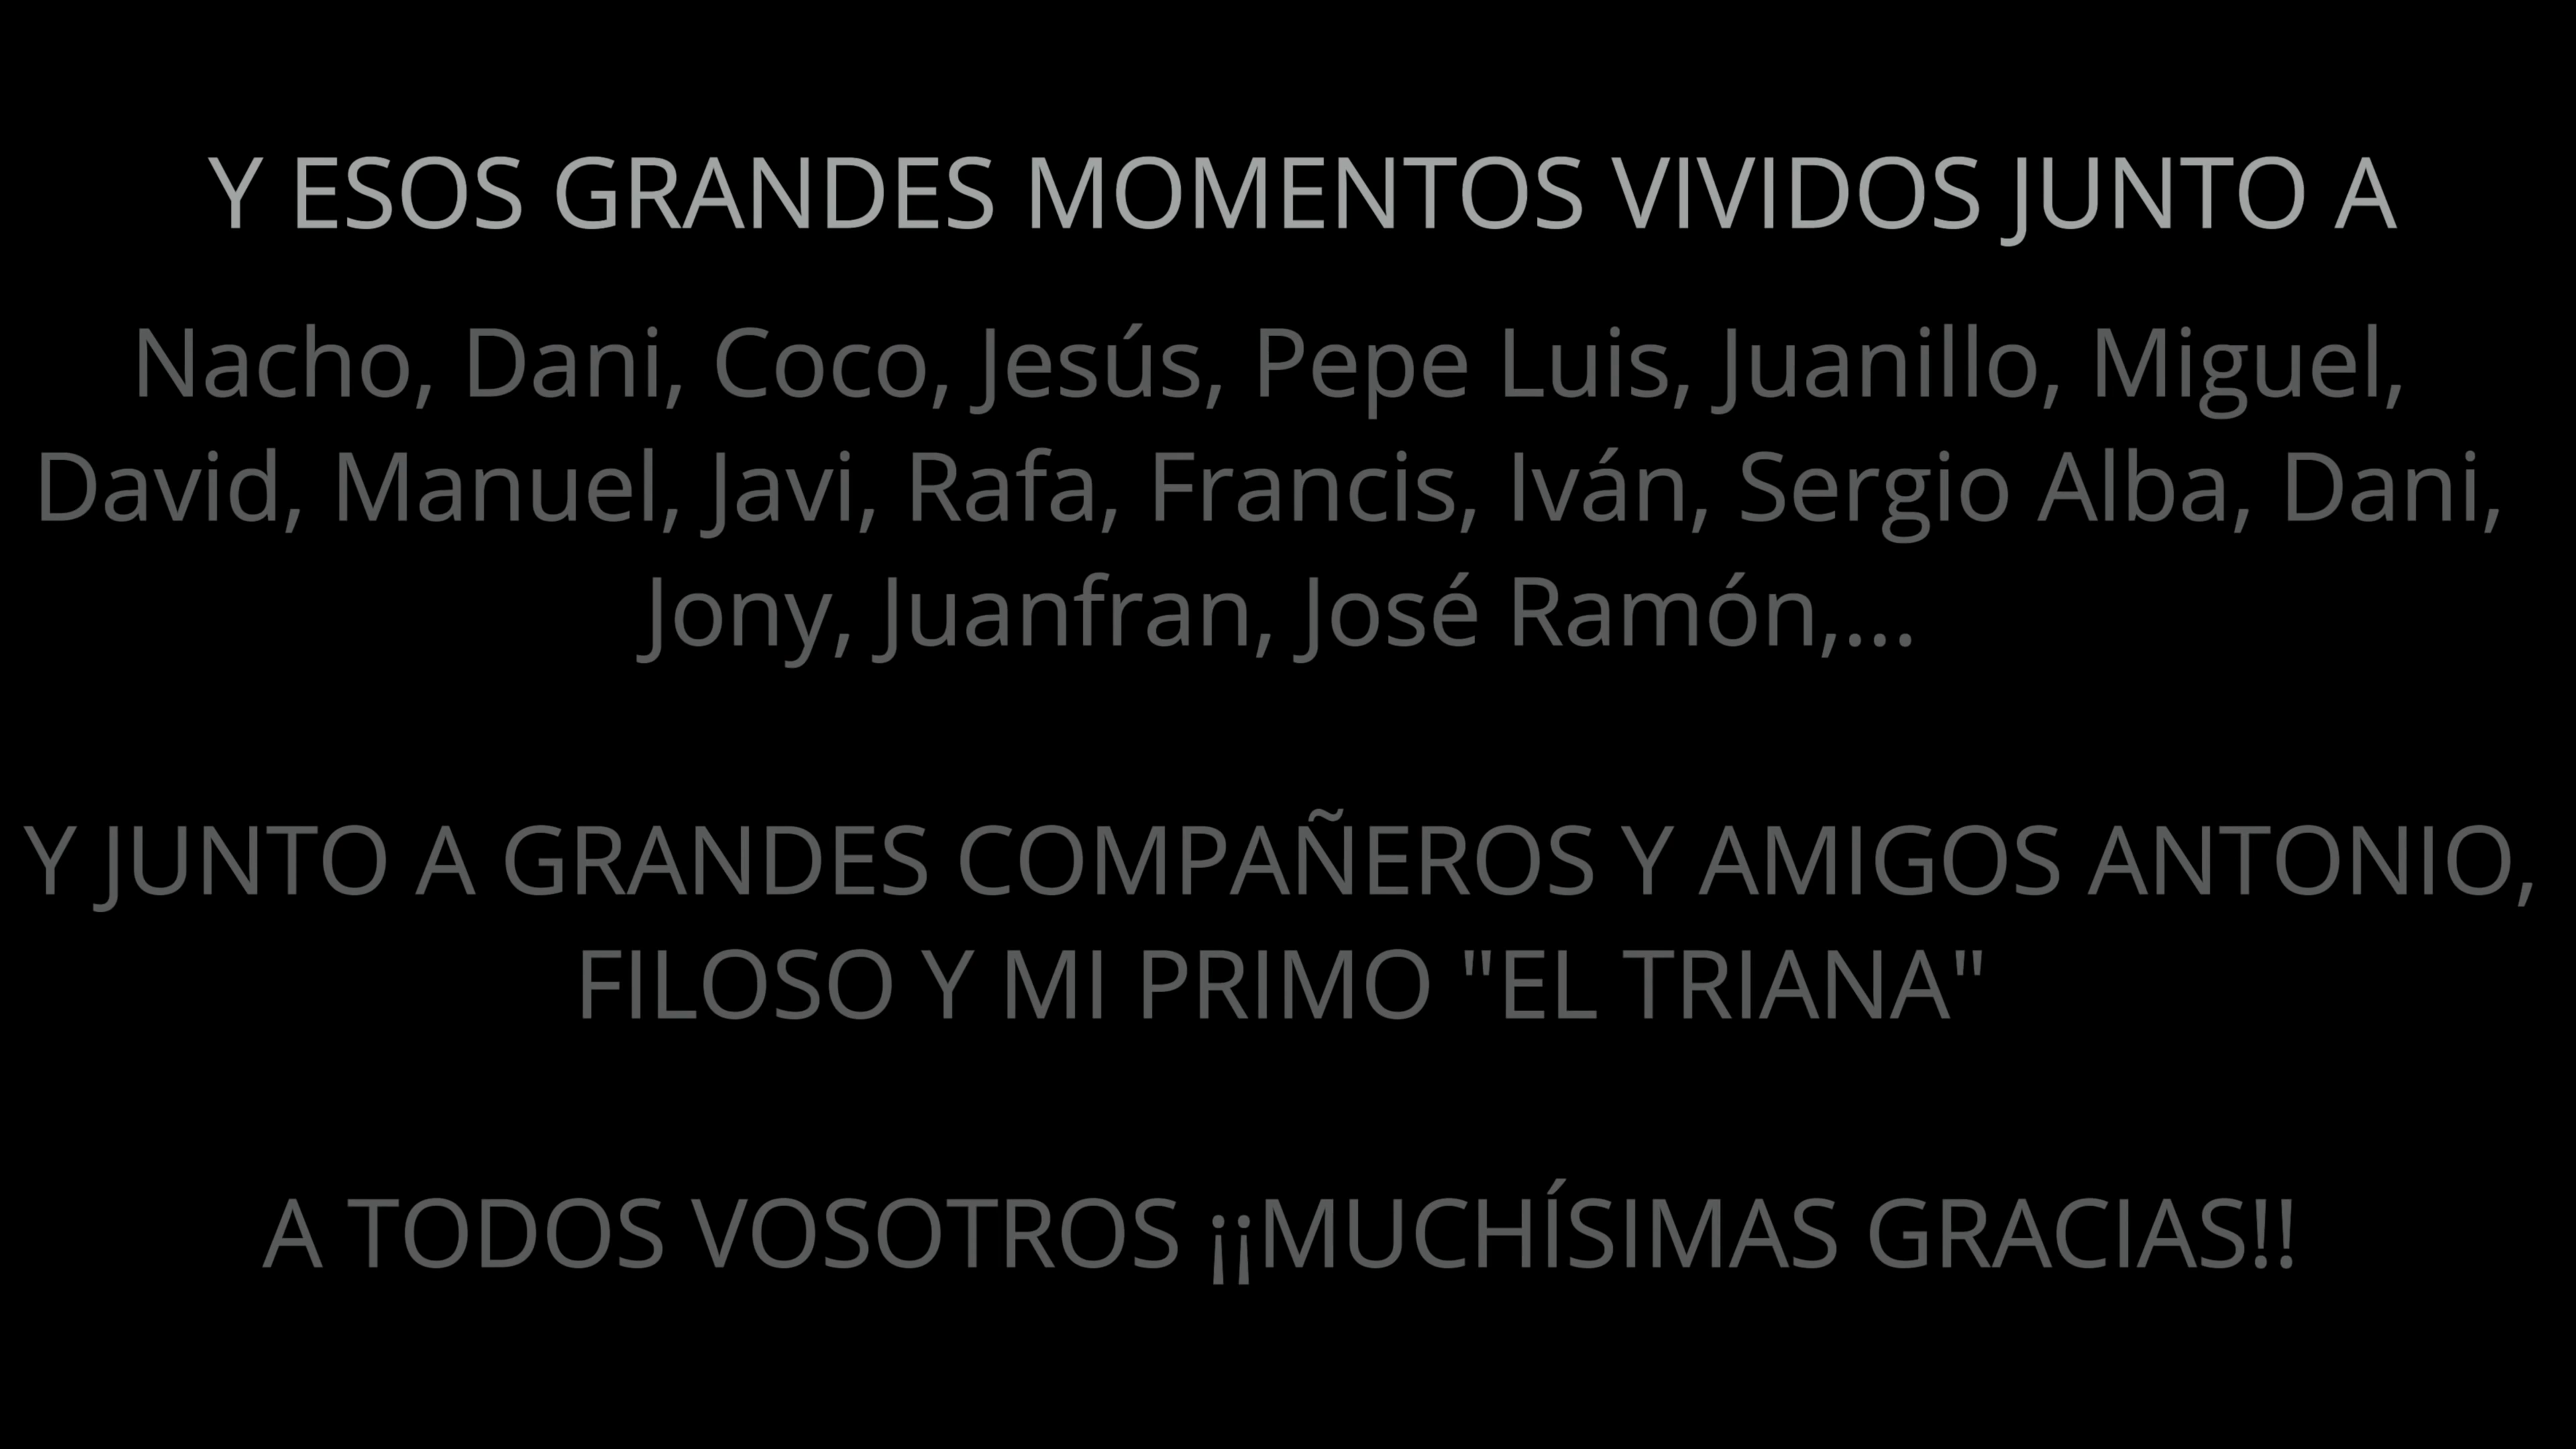 Y ESOS GRANDES MOMENTOS VIVIDOS JUNTO A
Nacho, Dani, Coco, Jesús, Pepe Luis, Juanillo, Miguel,
David, Manuel, Javi, Rafa, Francis, Iván, Sergio Alba, Dani,
Jony, Juanfran, José Ramón,...
Y JUNTO A GRANDES COMPAÑEROS Y AMIGOS ANTONIO,
FILOSO Y MI PRIMO "EL TRIANA"
A TODOS VOSOTROS ¡¡MUCHÍSIMAS GRACIAS!!